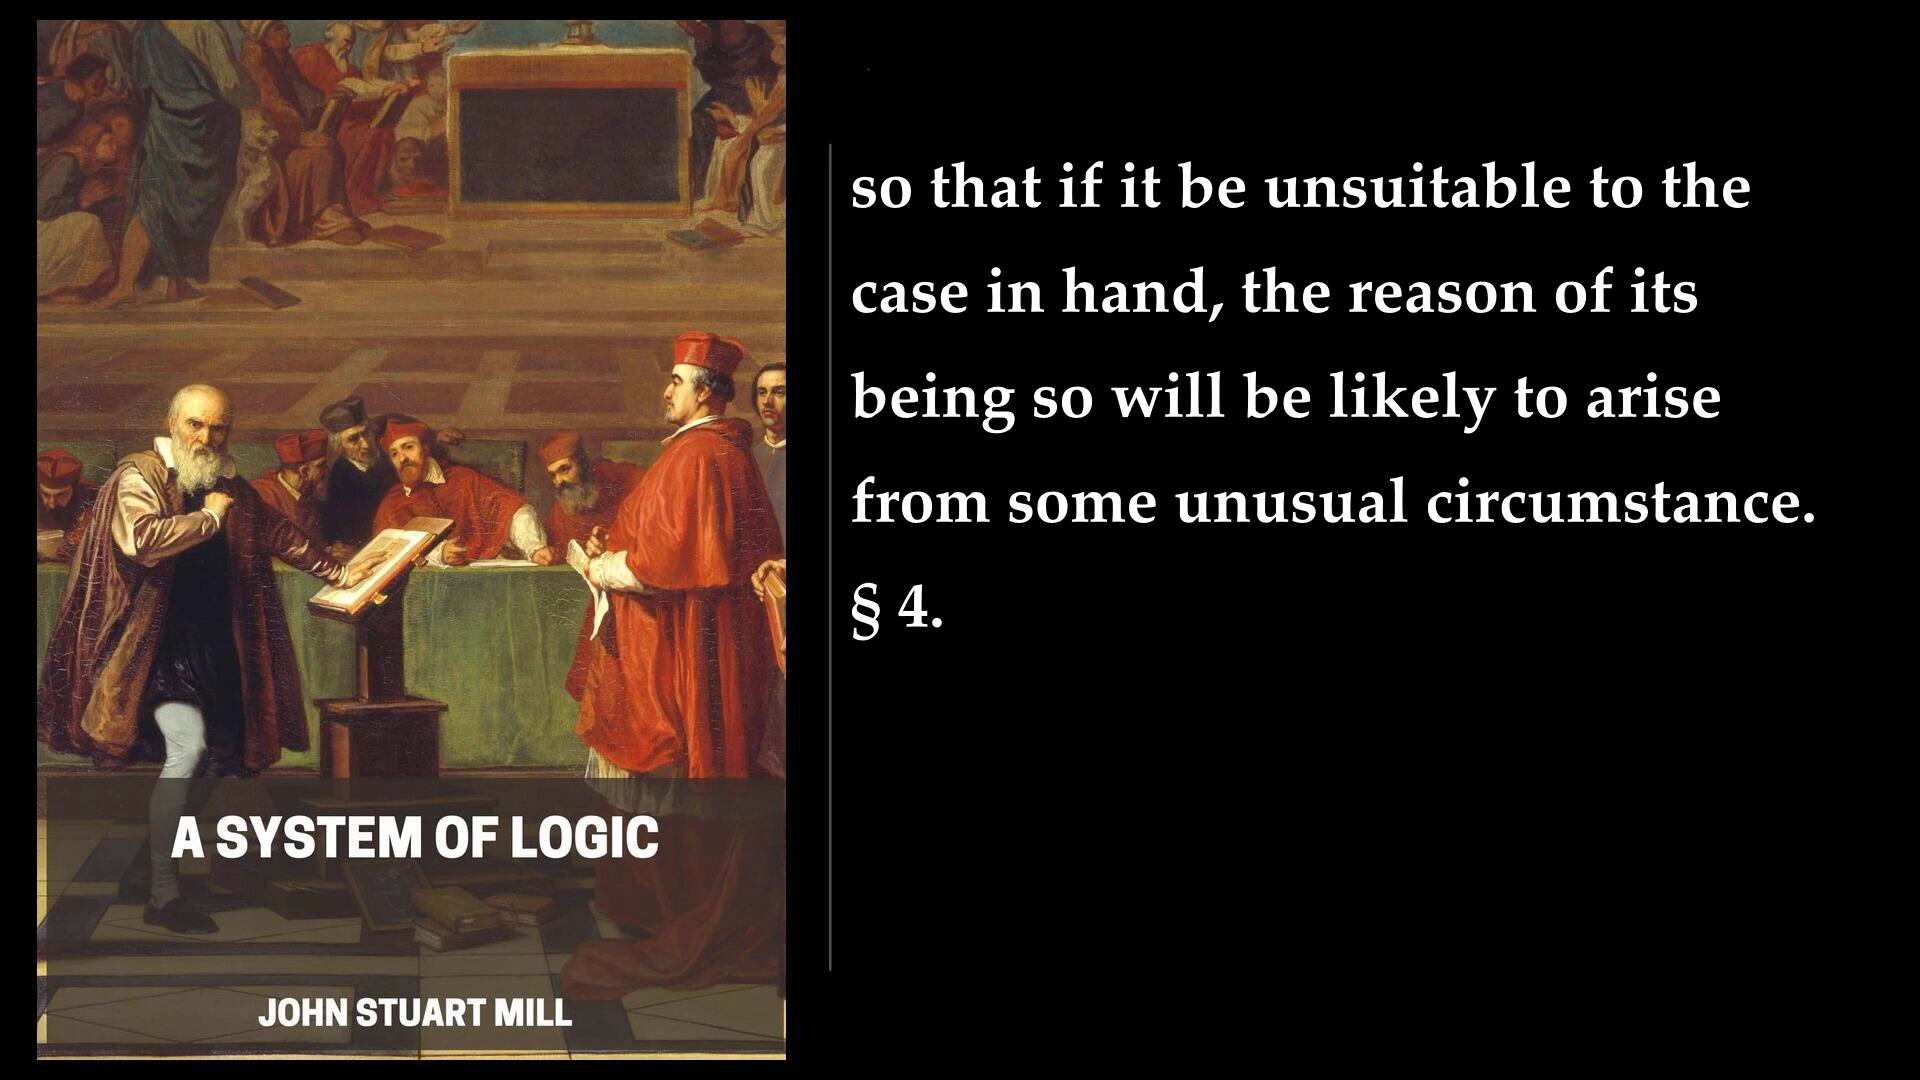 A SYSTEM OF LOGIC
JOHN STUART MILL
so that if it be unsuitable to the
case in hand, the reason of its
being so will be likely to arise
from some unusual circumstance.
§ 4.